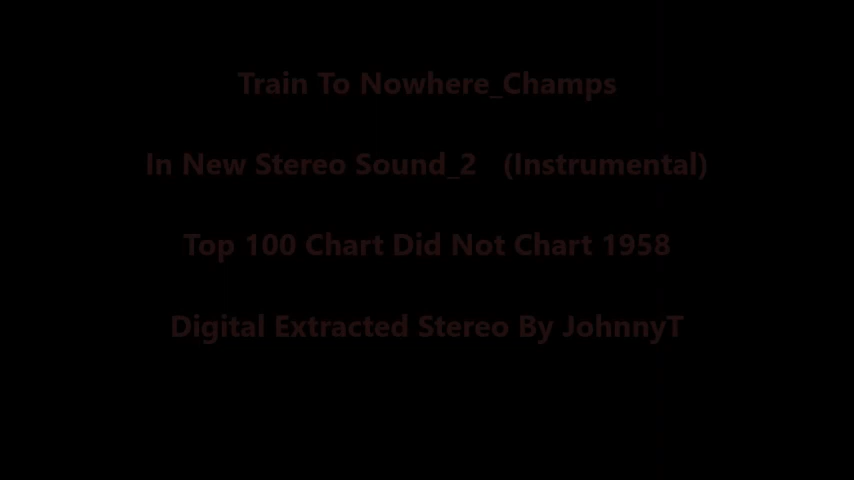 Train To Nowhere_Champs
In New Stereo Sound_2 (Instrumental)
Top 100 Chart Did Not Chart 1958
Digital Extracted Stereo By JohnnyT